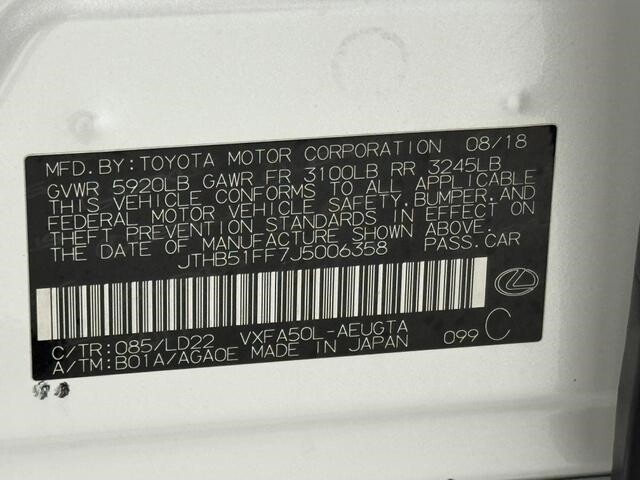 MFD.BY:TOYOTA MOTOR CORPORATION 08/18
GVWR 5920LB GAWR FR 3100LB RR 3245LB
THIS VEHICLE CONFORMS TO ALL APPLICABLE
FEDERAL MOTOR VEHICLE SAFETY,BUMPER,AND
THEFT PREVENTION STANDARDS IN EFFECT ON
THE DATE OF MANUFACTURE SHOWN ABOVE.
JTHB51FF7J5006358 PASS.CAR
C/TR:085/LD22 VXFA50L-AEUGTA
A/TM:B01A/AGA0E MADE IN JAPAN 099 C